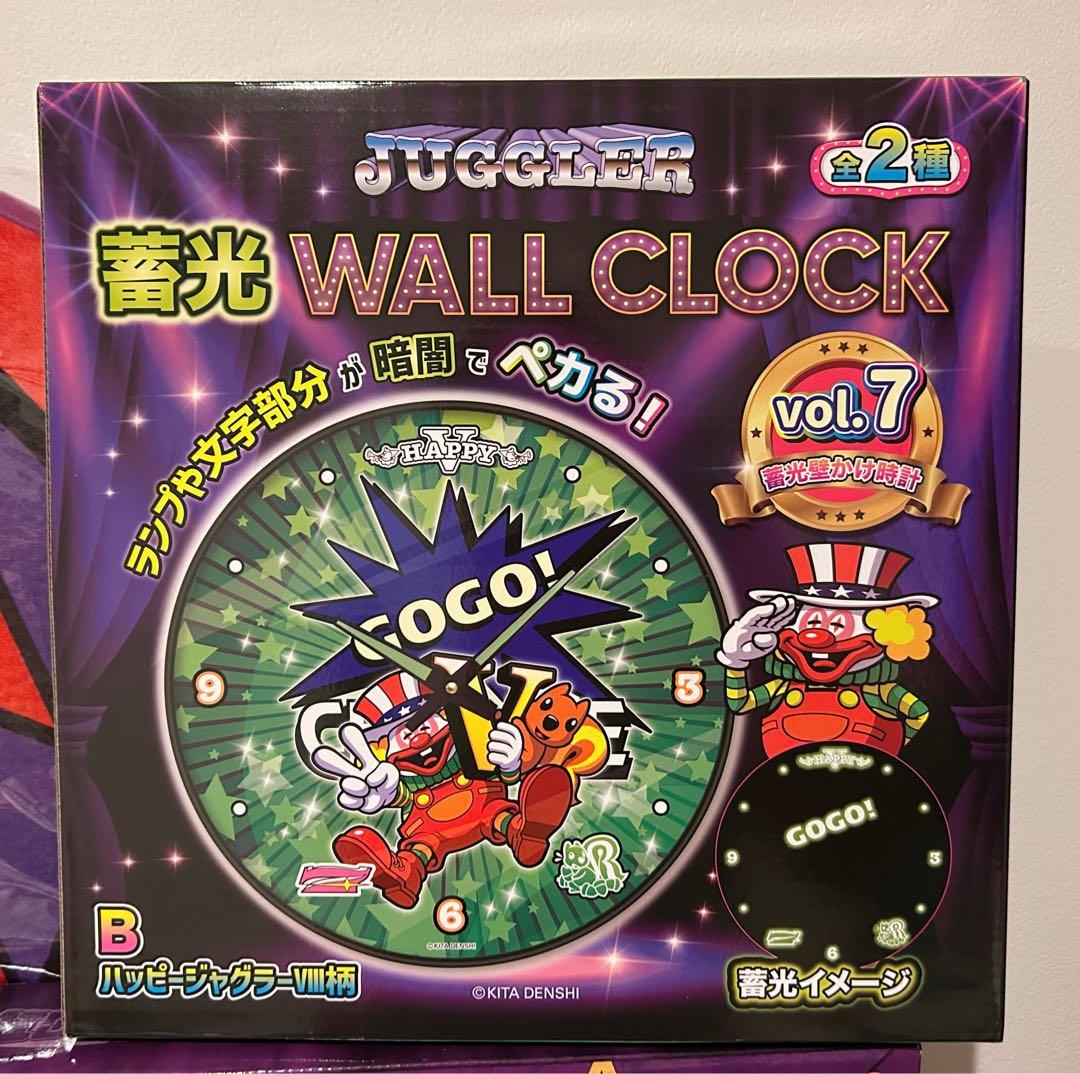 JUGGLER
全2種
蓄光 WALL CLOCK
ランプや文字部分が暗闇でペカる!
vol.7
蓄光壁かけ時計
HAPPY
V
GOGO!
9
3
6
7
R
©KITA DENSHI
HAPPY
V
GOGO!
9
3
6
7
R
B
ハッピージャグラーVIII柄
©KITA DENSHI
蓄光イメージ